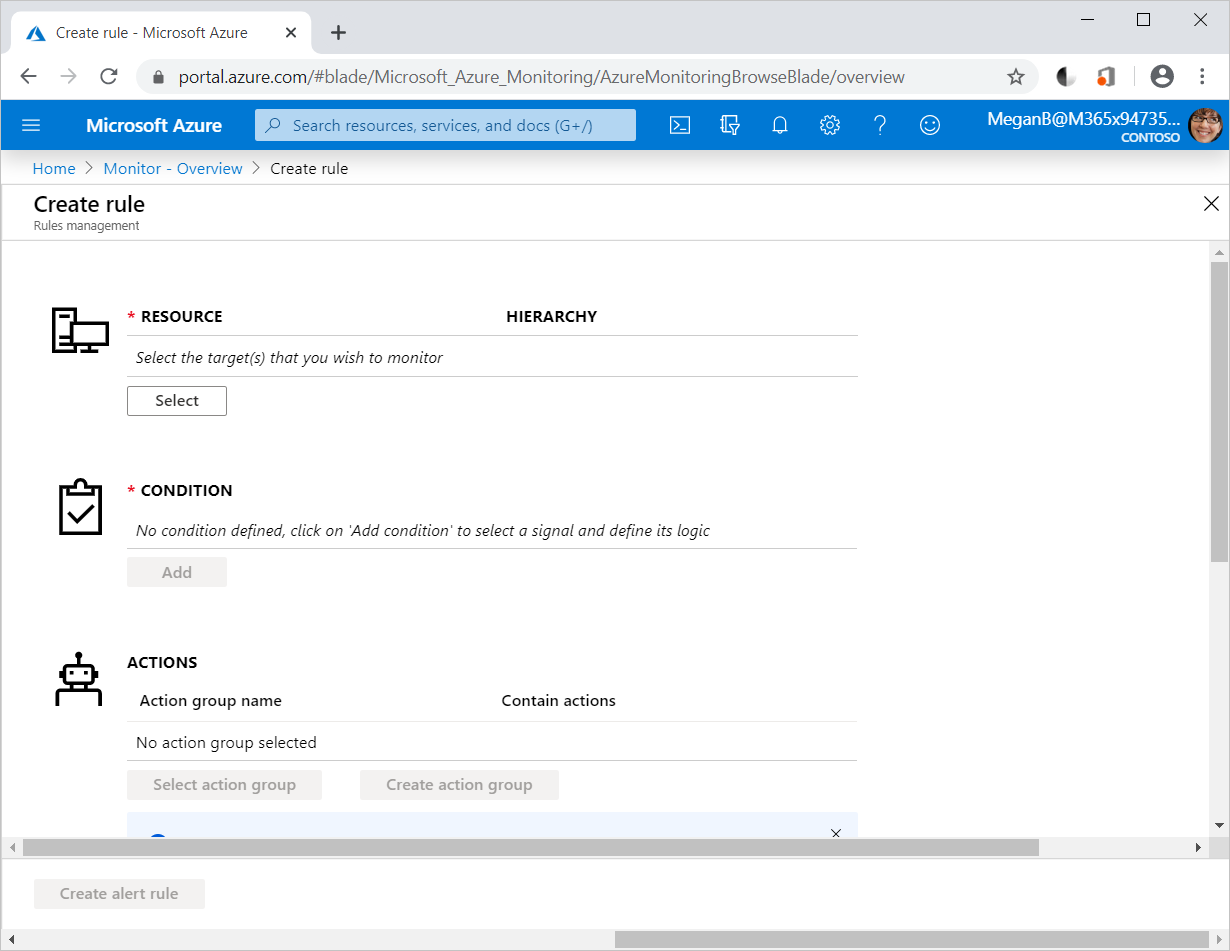 Create rule - Microsoft Azure
portal.azure.com/#blade/Microsoft_Azure_Monitoring/AzureMonitoringBrowseBlade/overview
Microsoft Azure
Search resources, services, and docs (G+/)
MeganB@M365x94735...
CONTOSO
Home > Monitor - Overview > Create rule
Create rule
Rules management
* RESOURCE HIERARCHY
Select the target(s) that you wish to monitor
Select
* CONDITION
No condition defined, click on 'Add condition' to select a signal and define its logic
Add
ACTIONS
Action group name Contain actions
No action group selected
Select action group Create action group
Create alert rule